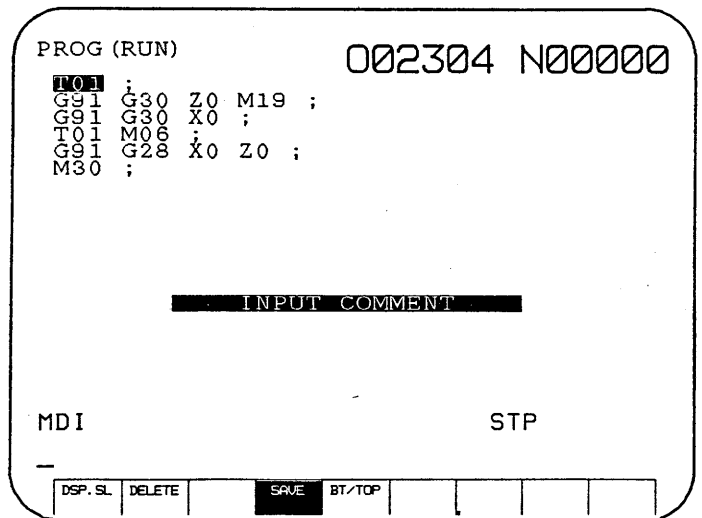 PROG (RUN) O02304 N00000
T01 ;
G91 G30 Z0 M19 ;
G91 G30 X0 ;
T01 M06 ;
G91 G28 X0 Z0 ;
M30 ;
INPUT COMMENT
MDI STP
DSP.SL DELETE SAVE BT/TOP